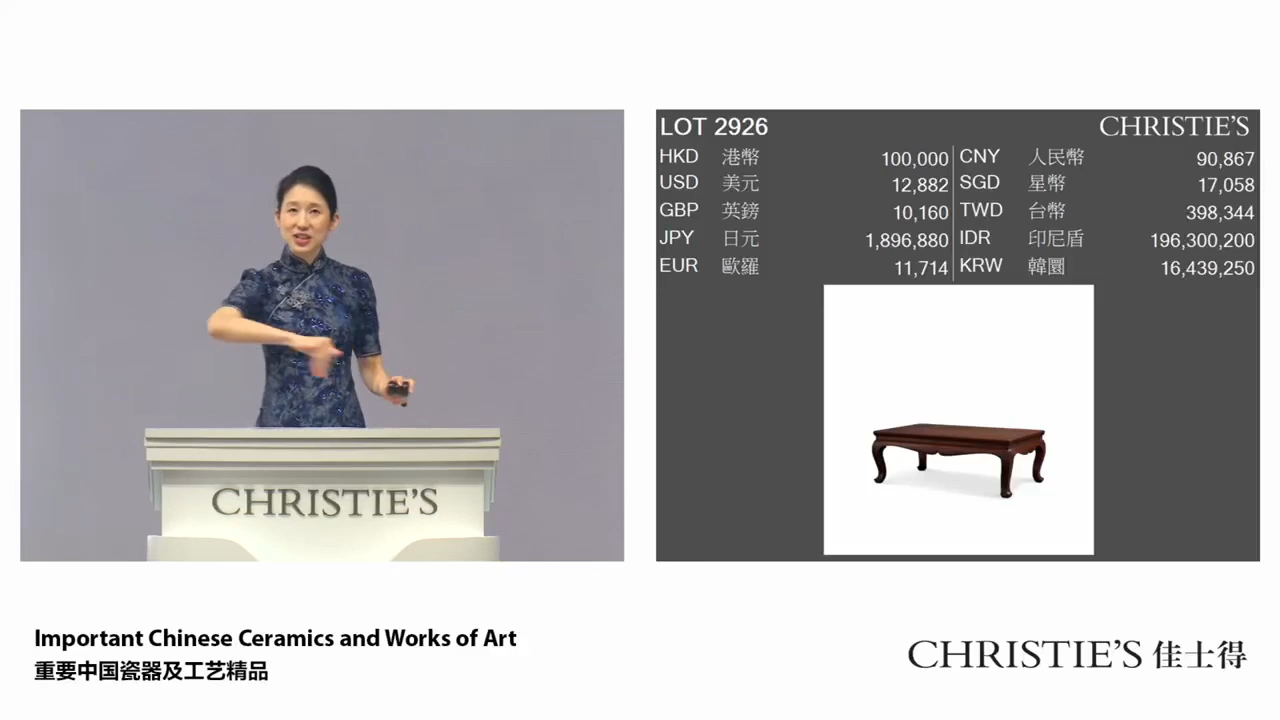 LOT 2926 CHRISTIE'S
HKD 港幣 100,000 CNY 人民幣 90,867
USD 美元 12,882 SGD 星幣 17,058
GBP 英鎊 10,160 TWD 台幣 398,344
JPY 日元 1,896,880 IDR 印尼盾 196,300,200
EUR 歐羅 11,714 KRW 韓圜 16,439,250
CHRISTIE'S
Important Chinese Ceramics and Works of Art
重要中国瓷器及工艺精品
CHRISTIE'S 佳士得